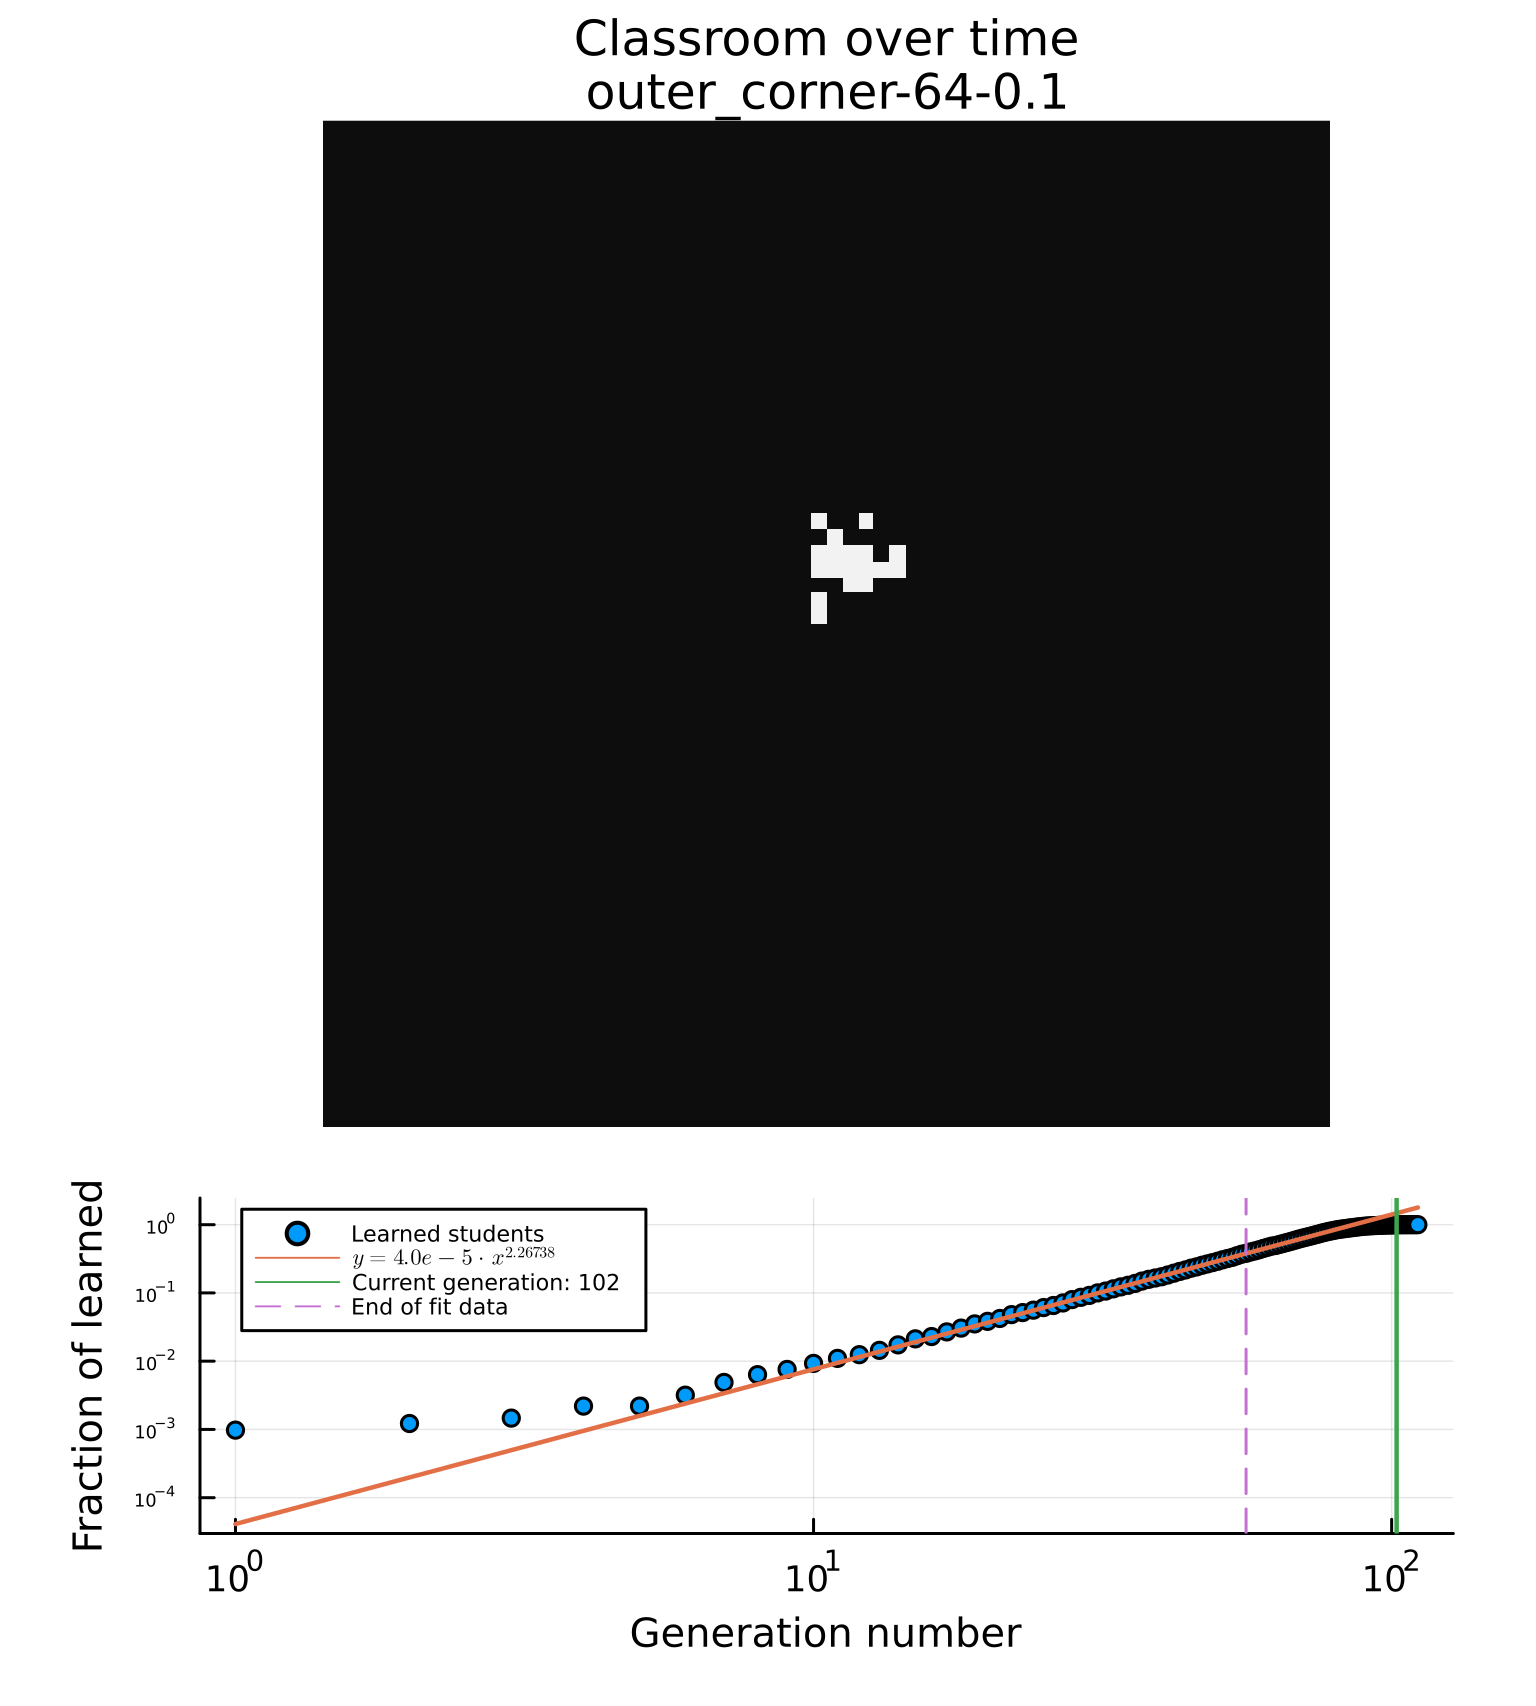 Classroom over time
outer_corner-64-0.1
Fraction of learned
10^0
10^−1
10^−2
10^−3
10^−4
Learned students
y = 4.0e − 5 · x^2.26738
Current generation: 102
End of fit data
10^0 10^1 10^2
Generation number